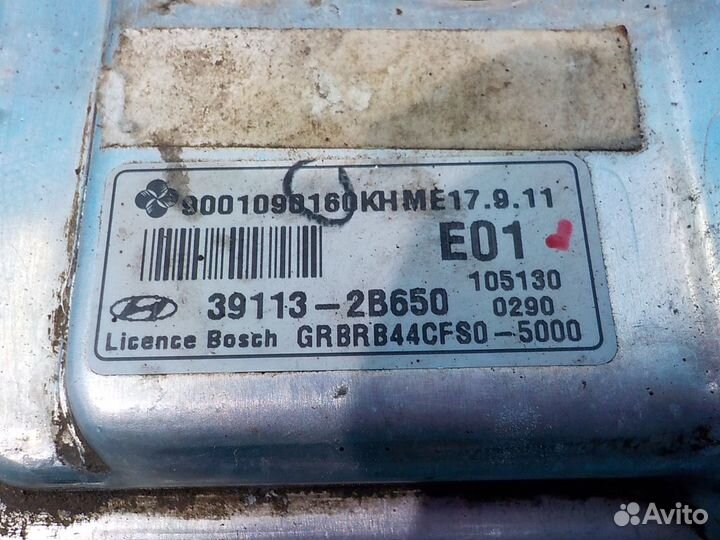 9001090160KHME17.9.11
E01
105130
39113-2B650
0290
Licence Bosch GRBRB44CFS0-5000
Avito